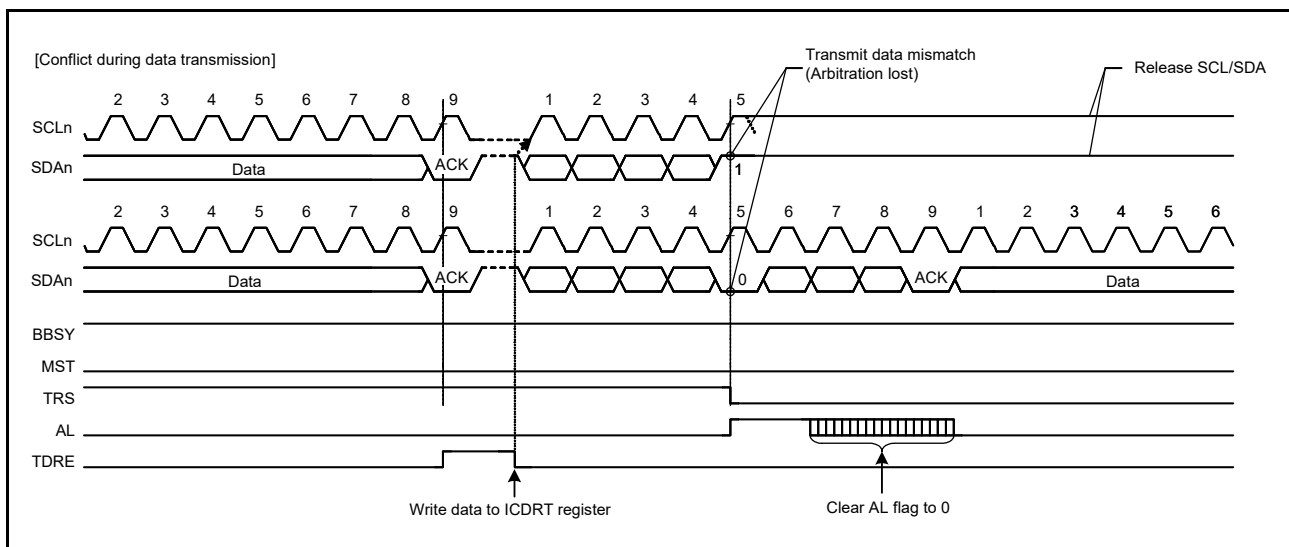 [Conflict during data transmission]
Transmit data mismatch
(Arbitration lost)
Release SCL/SDA
2 3 4 5 6 7 8 9 1 2 3 4 5
SCLn
SDAn Data ACK 1
2 3 4 5 6 7 8 9 1 2 3 4 5 6 7 8 9 1 2 3 4 5 6
SCLn
SDAn Data ACK 0 ACK Data
BBSY
MST
TRS
AL
TDRE
Write data to ICDRT register
Clear AL flag to 0